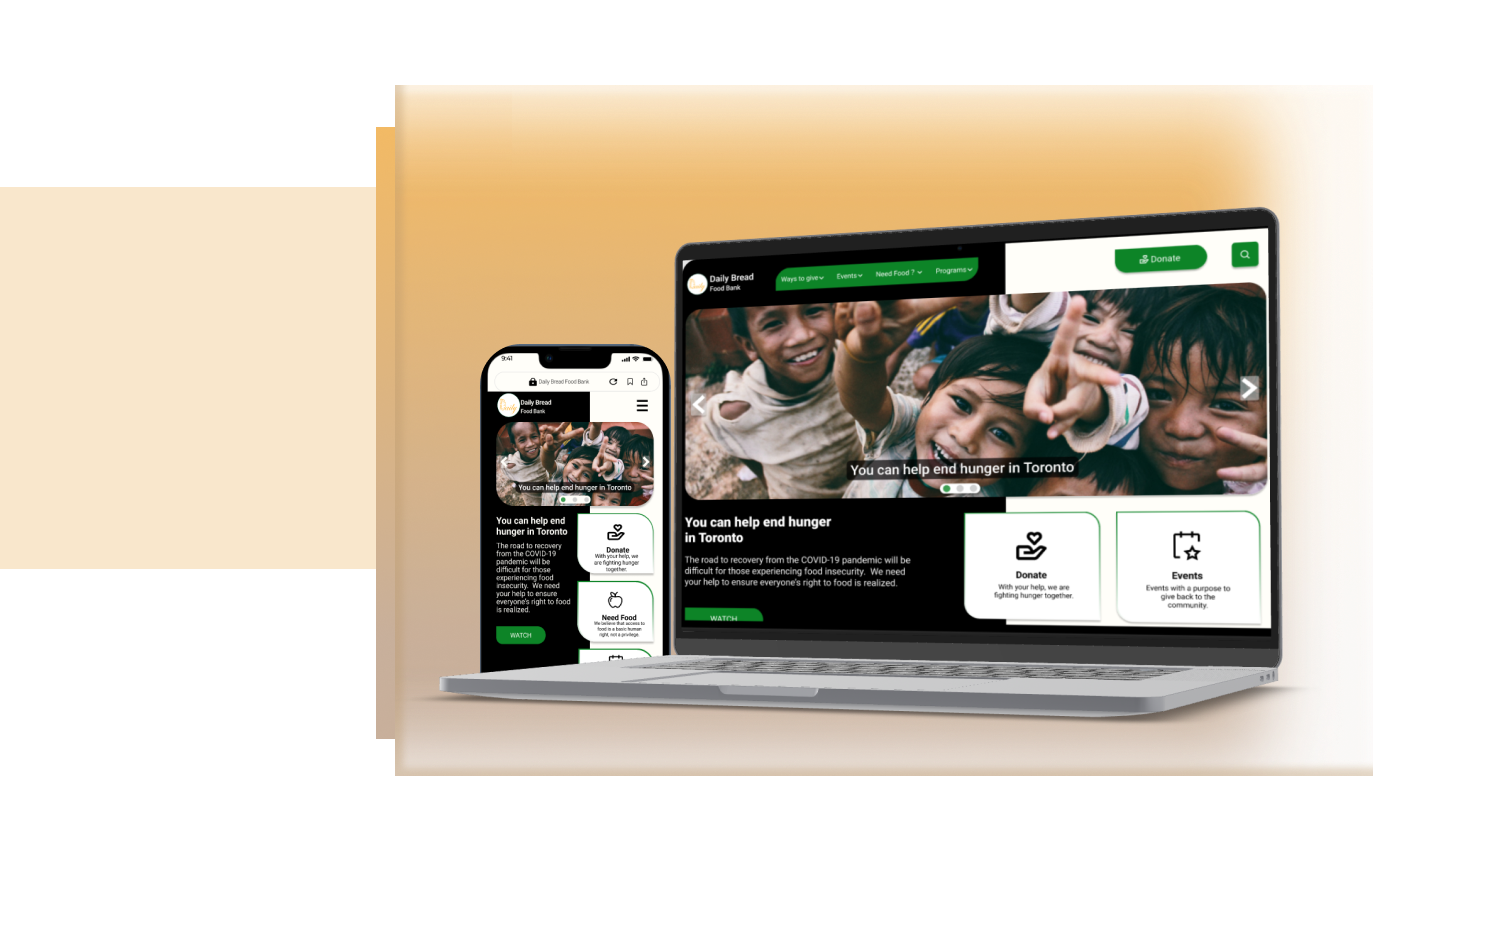 9:41
Daily Bread Food Bank
Daily
Daily Bread
Food Bank
You can help end hunger in Toronto
You can help end
hunger in Toronto
The road to recovery
from the COVID-19
pandemic will be
difficult for those
experiencing food
insecurity. We need
your help to ensure
everyone's right to food
is realized.
WATCH
Donate
With your help, we
are fighting hunger
together.
Need Food
We believe that access to
food is a basic human
right, not a privilege.
Daily
Daily Bread
Food Bank
Ways to give
Events
Need Food ?
Programs
Donate
You can help end hunger in Toronto
You can help end hunger
in Toronto
The road to recovery from the COVID-19 pandemic will be
difficult for those experiencing food insecurity. We need
your help to ensure everyone's right to food is realized.
WATCH
Donate
With your help, we are
fighting hunger together.
Events
Events with a purpose to
give back to the
community.